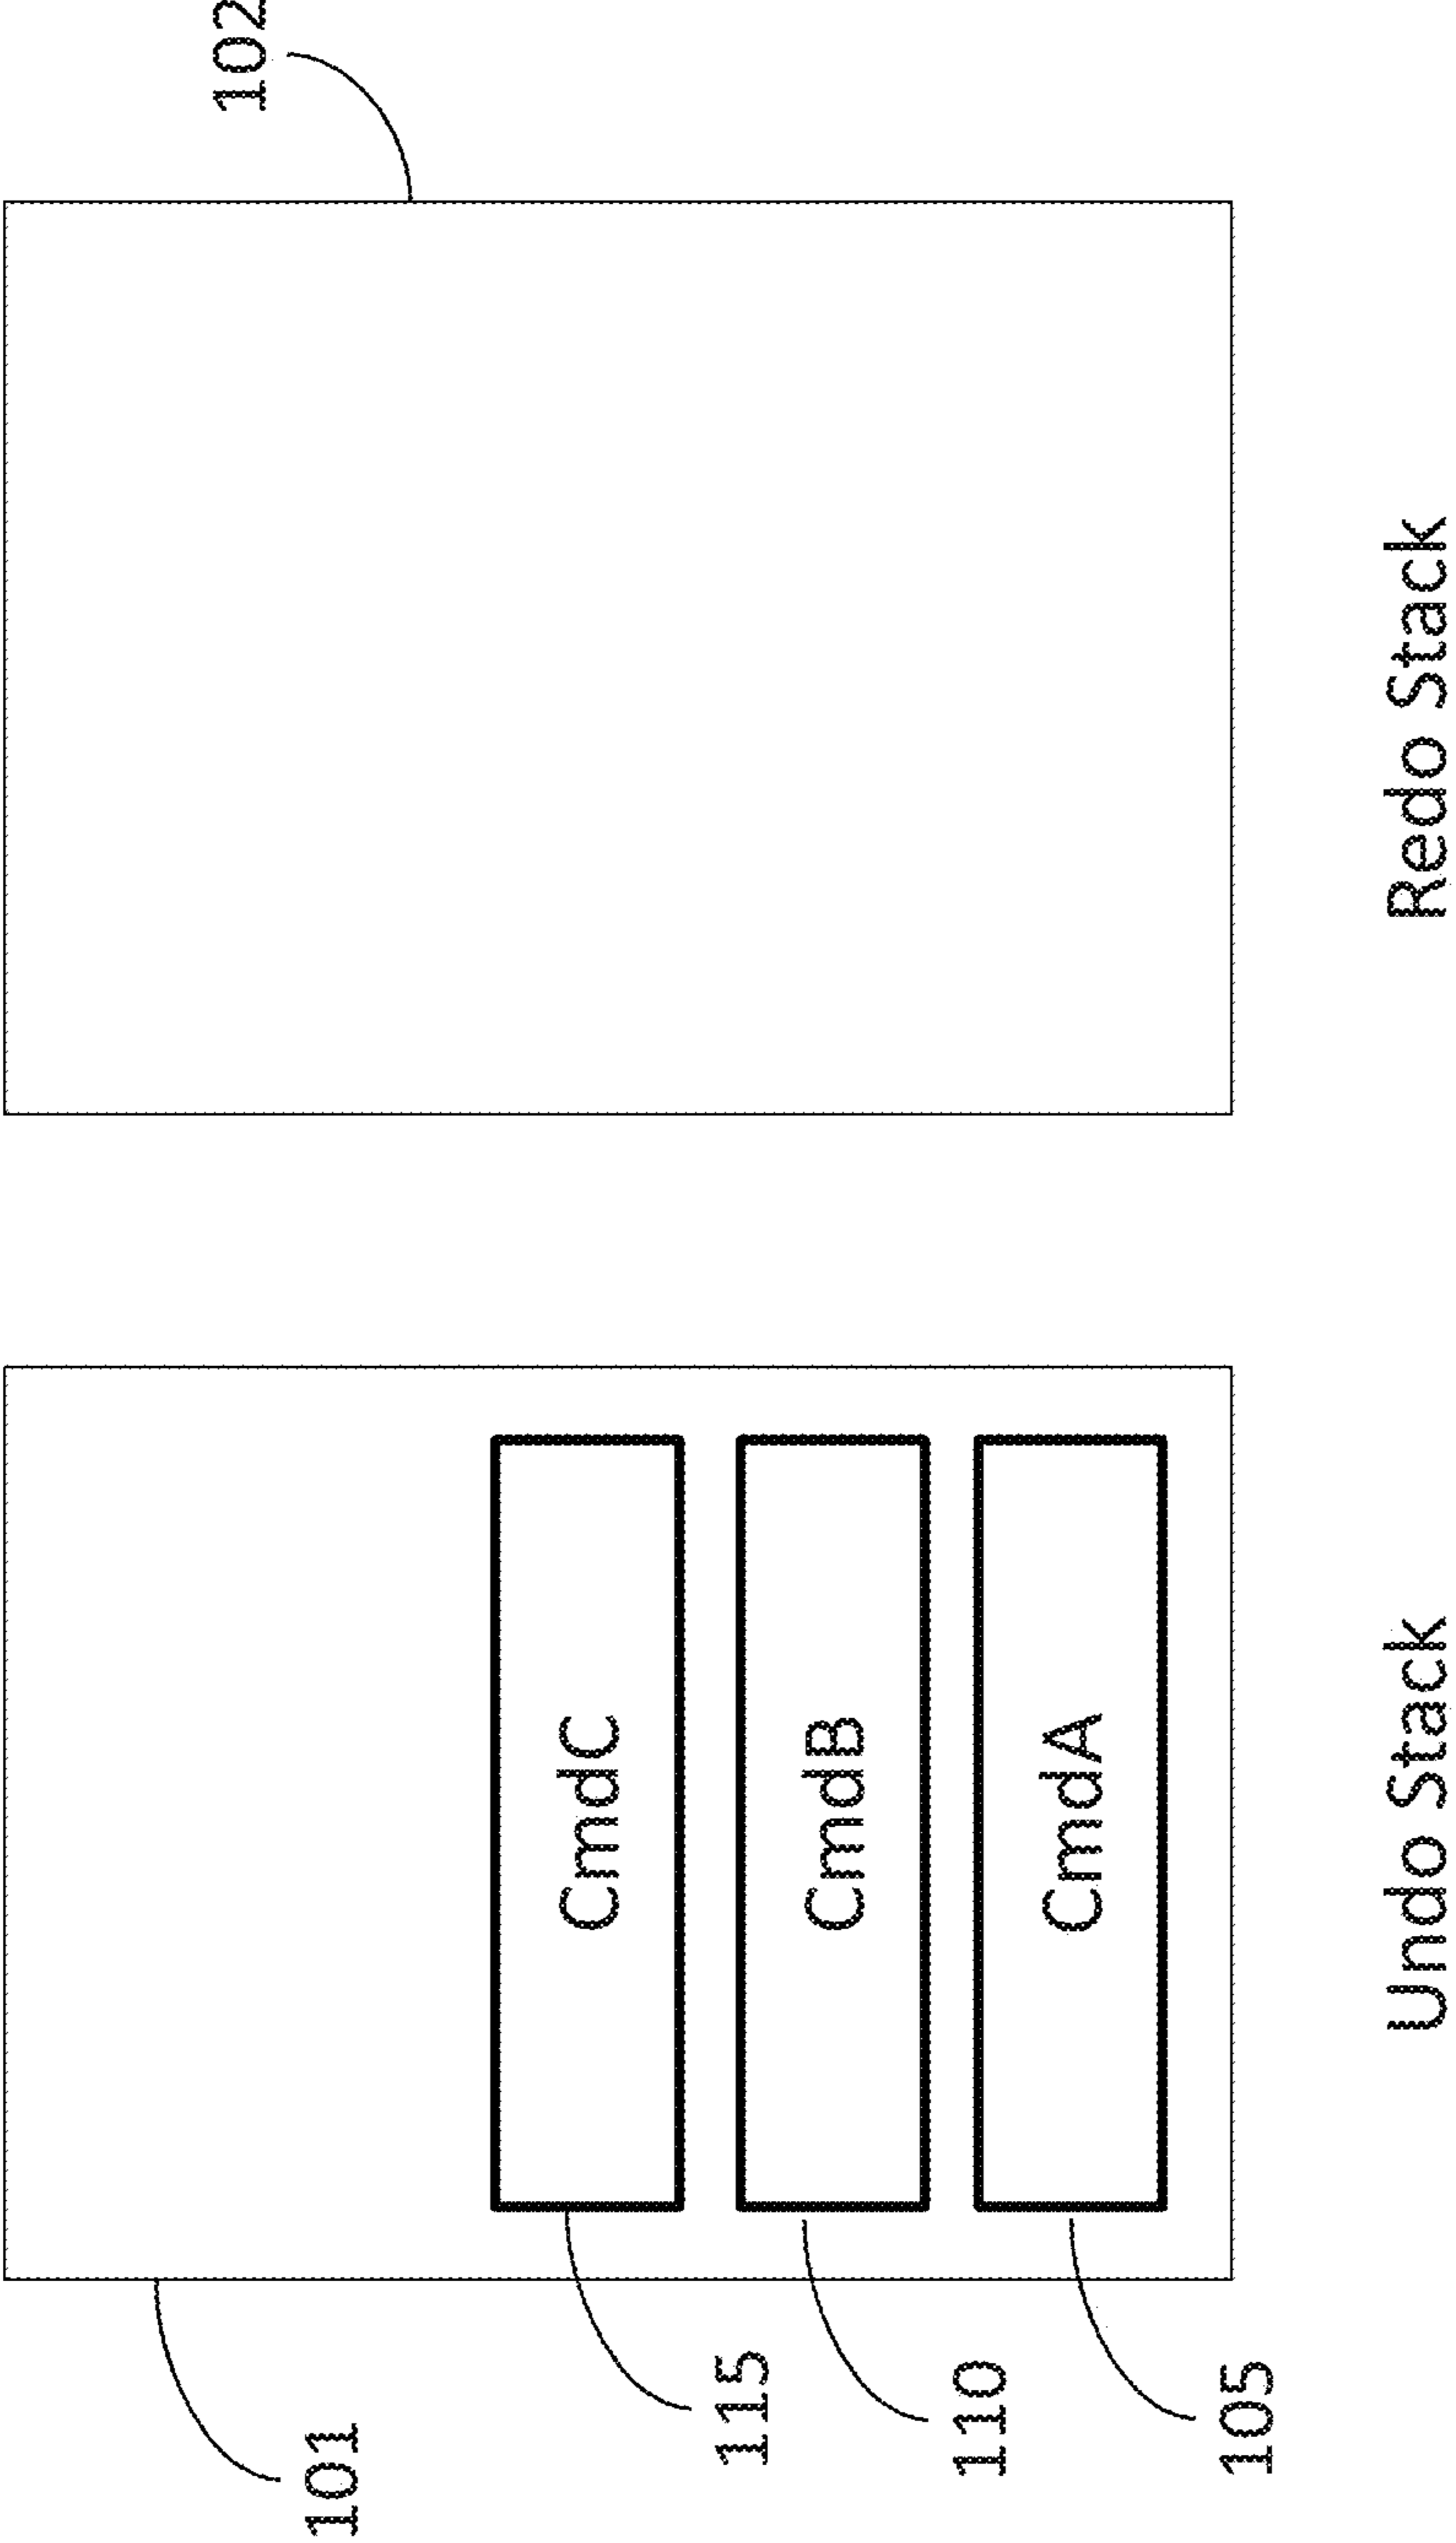 101
115
CmdC
110
CmdB
105
CmdA
Undo Stack
102
Redo Stack